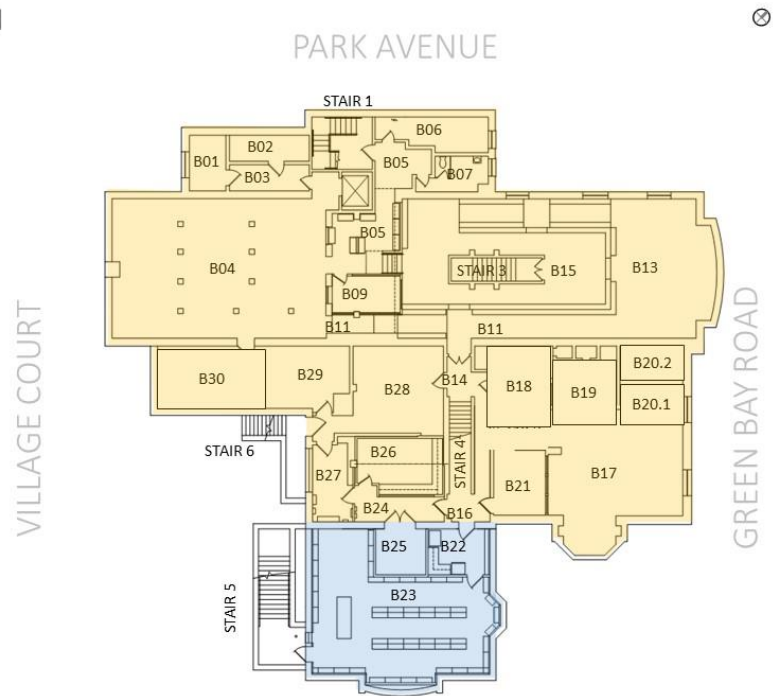 PARK AVENUE
STAIR 1
B06
B02
B01
B05
B03
B07
B05
B04
STAIR 3
B15
B13
B09
B11
B11
VILLAGE COURT
GREEN BAY ROAD
B30
B29
B28
B14
B18
B19
B20.2
B20.1
STAIR 6
STAIR 4
B26
B27
B21
B17
B24
B16
B25
B22
STAIR 5
B23